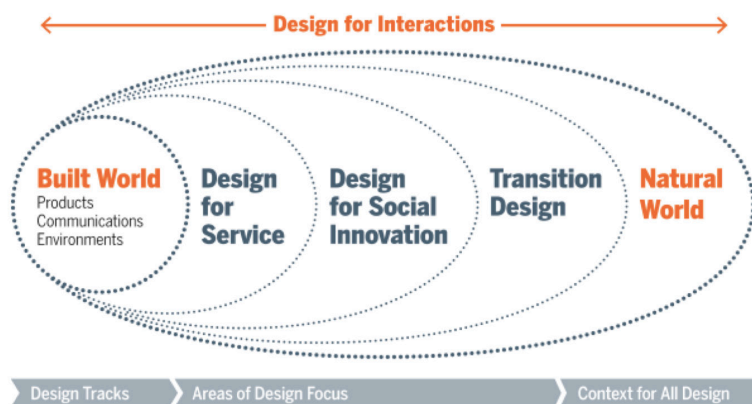 Design for Interactions
Built World
Products
Communications
Environments
Design
for
Service
Design
for Social
Innovation
Transition
Design
Natural
World
Design Tracks
Areas of Design Focus
Context for All Design